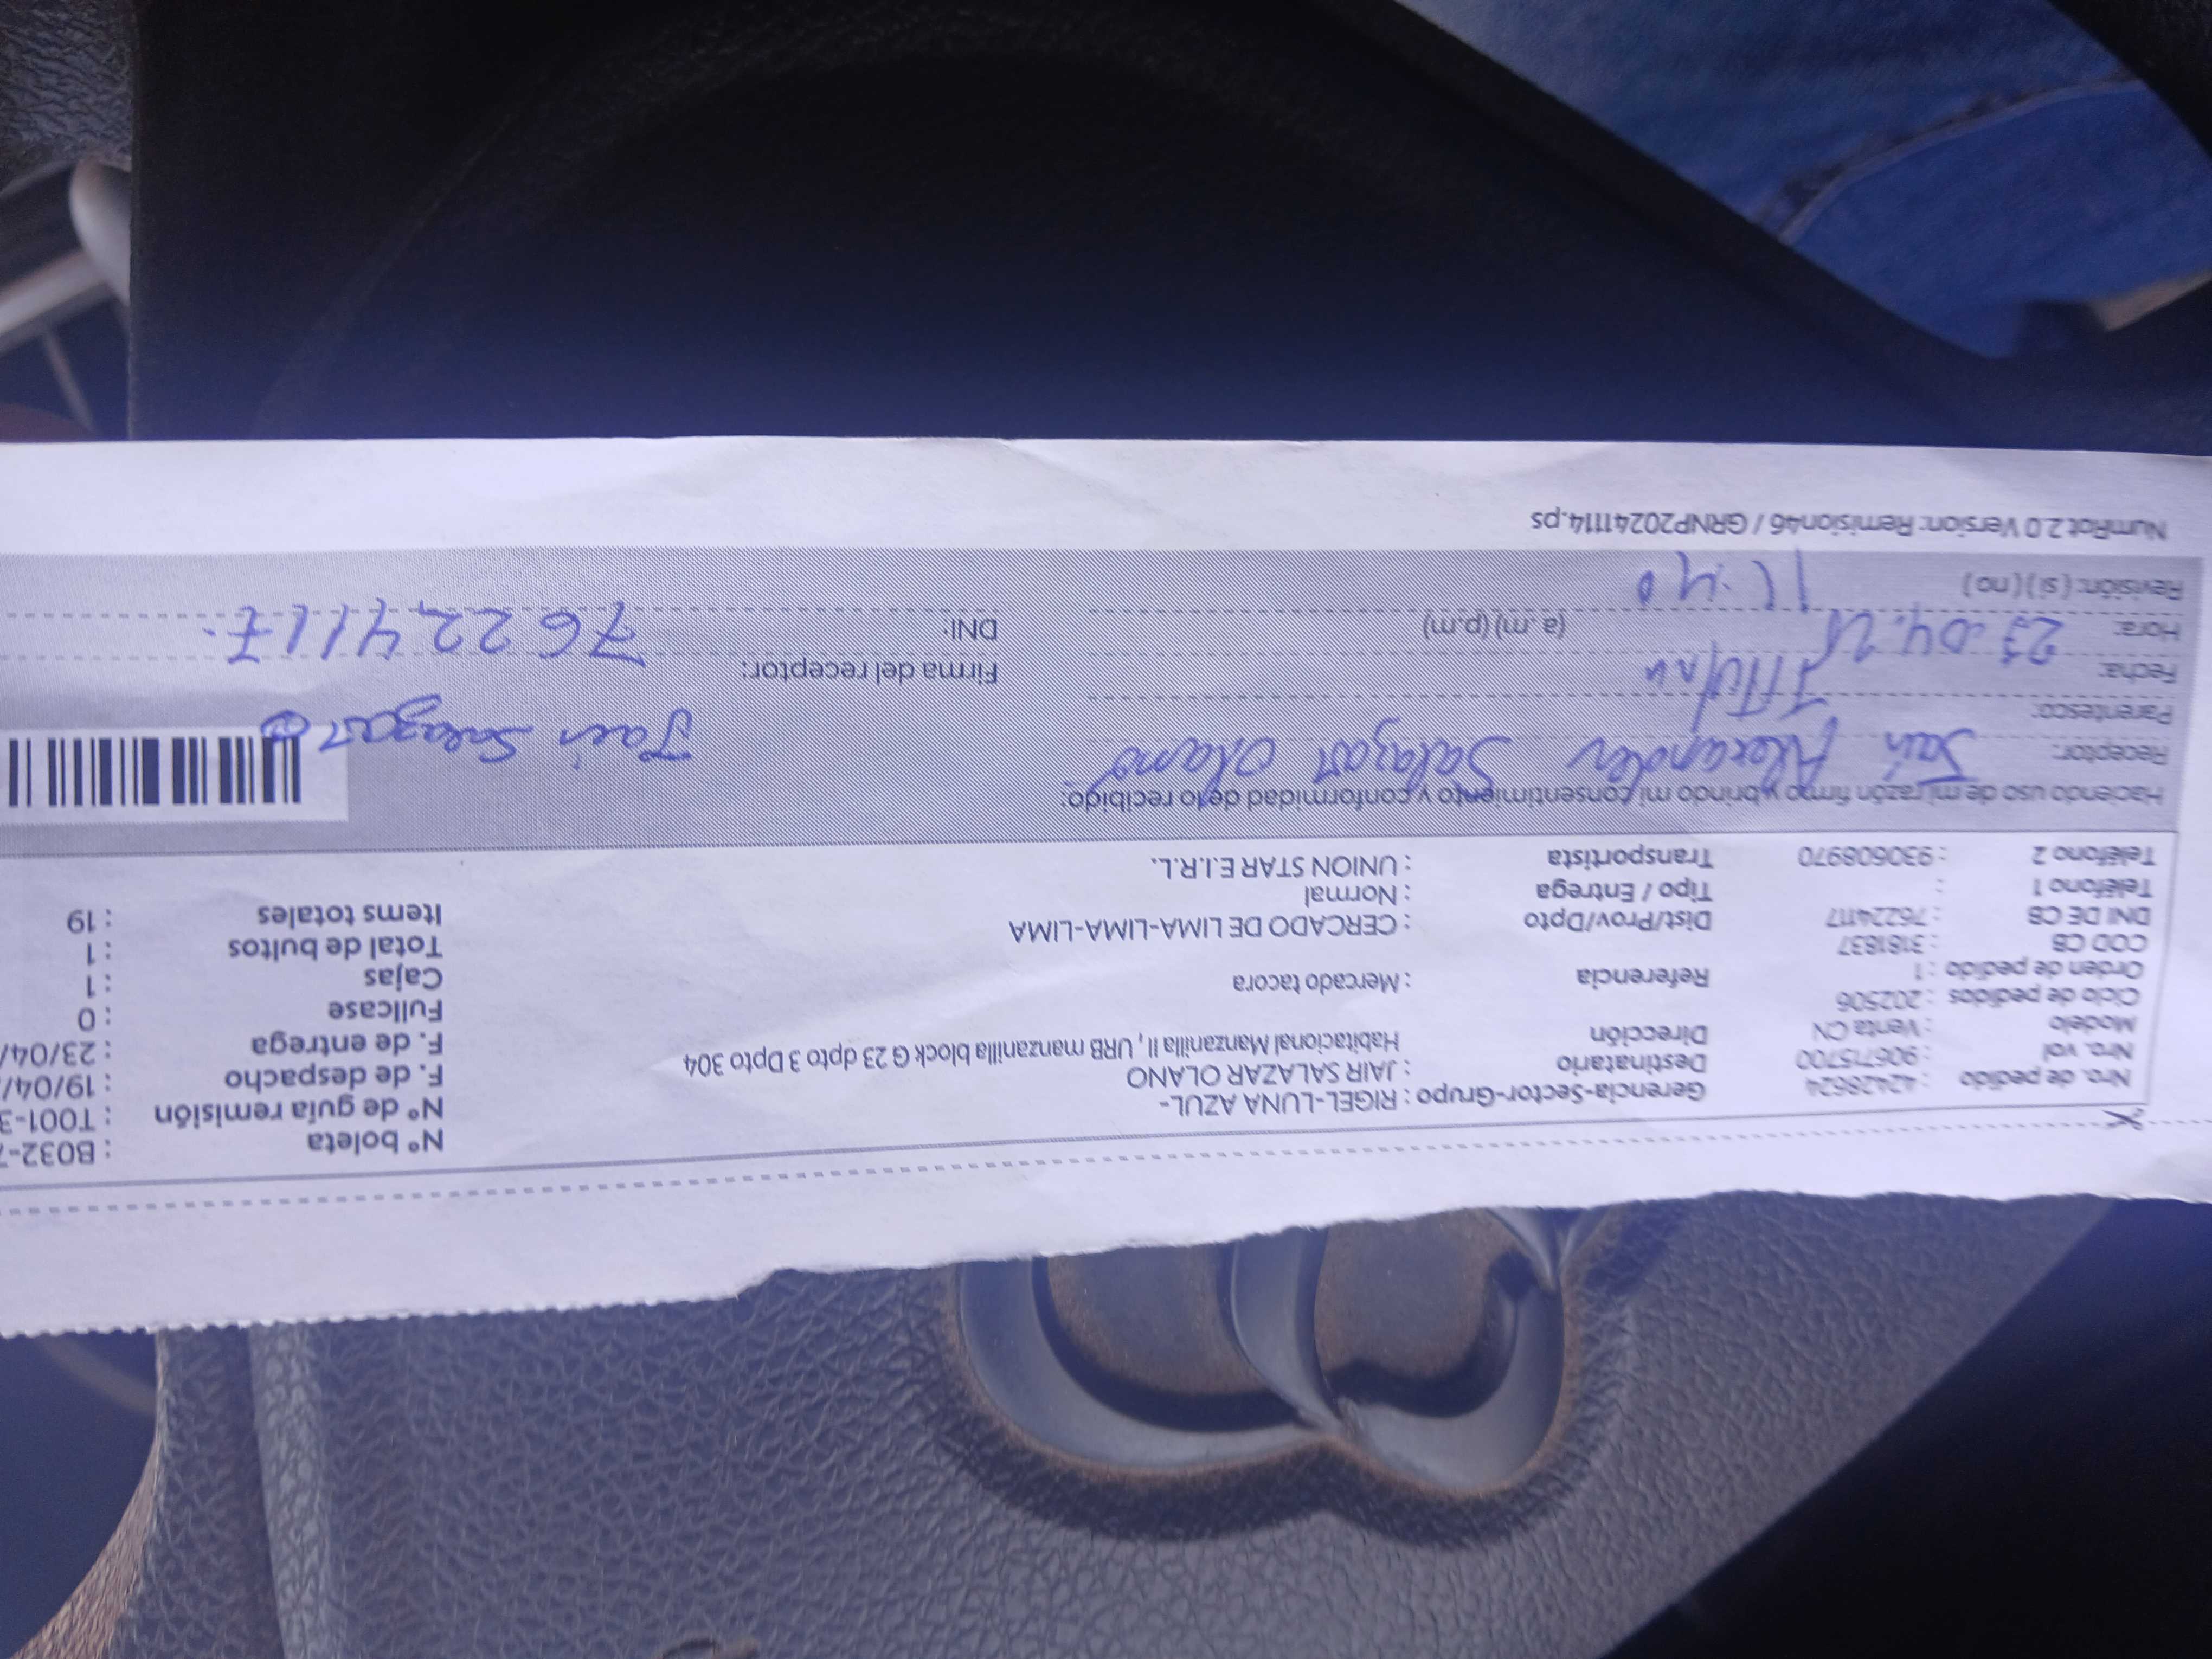 Nro. de pedido : 42428624 Gerencia-Sector-Grupo : RIGEL-LUNA AZUL- Nº boleta : B032-
Nro. vol : 906715700 Destinatario : JAIR SALAZAR OLANO Nº de guía remisión : T001-3
Modelo : Venta CN Dirección Habitacional Manzanilla II , URB manzanilla block G 23 dpto 3 Dpto 304 F. de despacho : 19/04/
Ciclo de pedidos : 202506 F. de entrega : 23/04/
Orden de pedido : 1 Referencia : Mercado tacora Fullcase : 0
COD CB : 3181837 Cajas : 1
DNI DE CB : 76224117 Dist/Prov/Dpto : CERCADO DE LIMA-LIMA-LIMA Total de bultos : 1
Teléfono 1 : Tipo / Entrega : Normal Items totales : 19
Teléfono 2 : 930608970 Transportista : UNION STAR E.I.R.L.
Haciendo uso de mi razón firmo y brindo mi consentimiento y conformidad de lo recibido:
Receptor: Jair Alexander Salazar Olano Jair Salazar O
Parentesco: Titular
Fecha: 23.04.25 Firma del receptor:
Hora: (a.m) (p.m) DNI: 76224117.
Revisión: ( si ) ( no )
NumRot 2.0 Version: Remision46 / GRNP20241114.ps